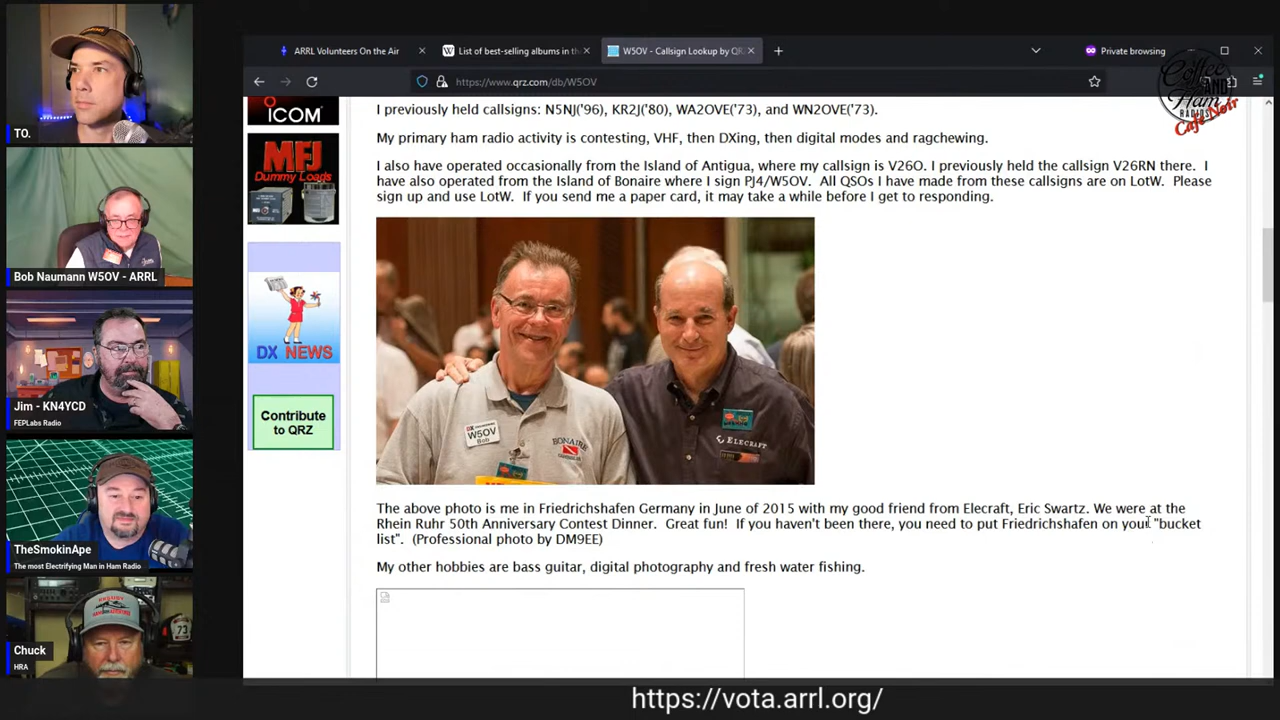 TO.
Bob Naumann W5OV - ARRL
Jim - KN4YCD
FEPLabs Radio
TheSmokinApe
The most Electrifying Man in Ham Radio
Chuck
HRA
73
ARRL Volunteers On the Air
List of best-selling albums in th
W5OV - Callsign Lookup by QR
Private browsing
https://www.qrz.com/db/W5OV
Coffee
AND
Ham
RADIOS
Café Noir
ICOM
MFJ
Dummy Loads
DX NEWS
Contribute
to QRZ
I previously held callsigns: N5NJ('96), KR2J('80), WA2OVE('73), and WN2OVE('73).
My primary ham radio activity is contesting, VHF, then DXing, then digital modes and ragchewing.
I also have operated occasionally from the Island of Antigua, where my callsign is V26O. I previously held the callsign V26RN there. I
have also operated from the Island of Bonaire where I sign PJ4/W5OV. All QSOs I have made from these callsigns are on LotW. Please
sign up and use LotW. If you send me a paper card, it may take a while before I get to responding.
DX
W5OV
Bob
BONAIRE
ELECRAFT
The above photo is me in Friedrichshafen Germany in June of 2015 with my good friend from Elecraft, Eric Swartz. We were at the
Rhein Ruhr 50th Anniversary Contest Dinner. Great fun! If you haven't been there, you need to put Friedrichshafen on your "bucket
list". (Professional photo by DM9EE)
My other hobbies are bass guitar, digital photography and fresh water fishing.
https://vota.arrl.org/